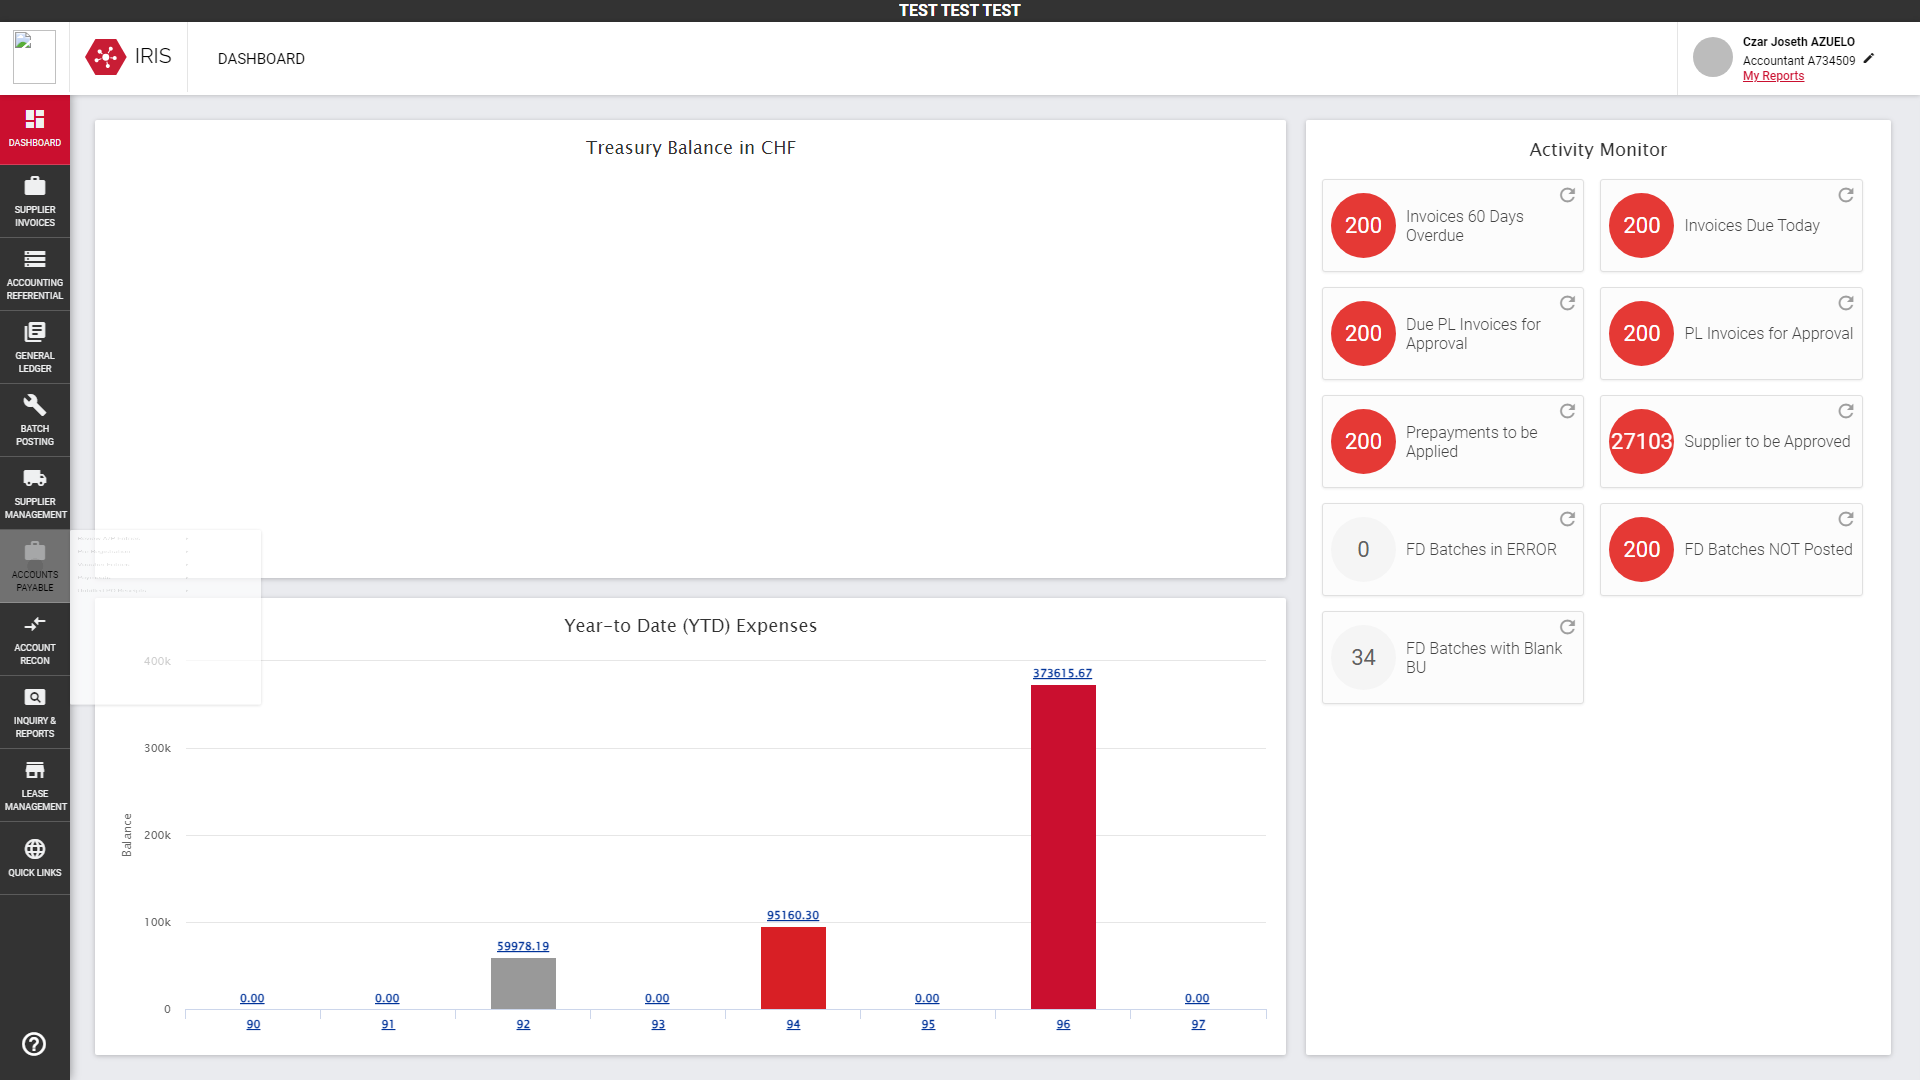 TEST TEST TEST
IRIS
DASHBOARD
Czar Joseth AZUELO
Accountant A734509
My Reports
DASHBOARD
SUPPLIER
INVOICES
ACCOUNTING
REFERENTIAL
GENERAL
LEDGER
BATCH
POSTING
SUPPLIER
MANAGEMENT
ACCOUNTS
PAYABLE
ACCOUNT
RECON
INQUIRY &
REPORTS
LEASE
MANAGEMENT
QUICK LINKS
Treasury Balance in CHF
Year-to Date (YTD) Expenses
400k
300k
200k
100k
0
Balance
0.00
0.00
59978.19
0.00
95160.30
0.00
373615.67
0.00
90
91
92
93
94
95
96
97
Activity Monitor
200
Invoices 60 Days
Overdue
200
Invoices Due Today
200
Due PL Invoices for
Approval
200
PL Invoices for Approval
200
Prepayments to be
Applied
27103
Supplier to be Approved
0
FD Batches in ERROR
200
FD Batches NOT Posted
34
FD Batches with Blank
BU